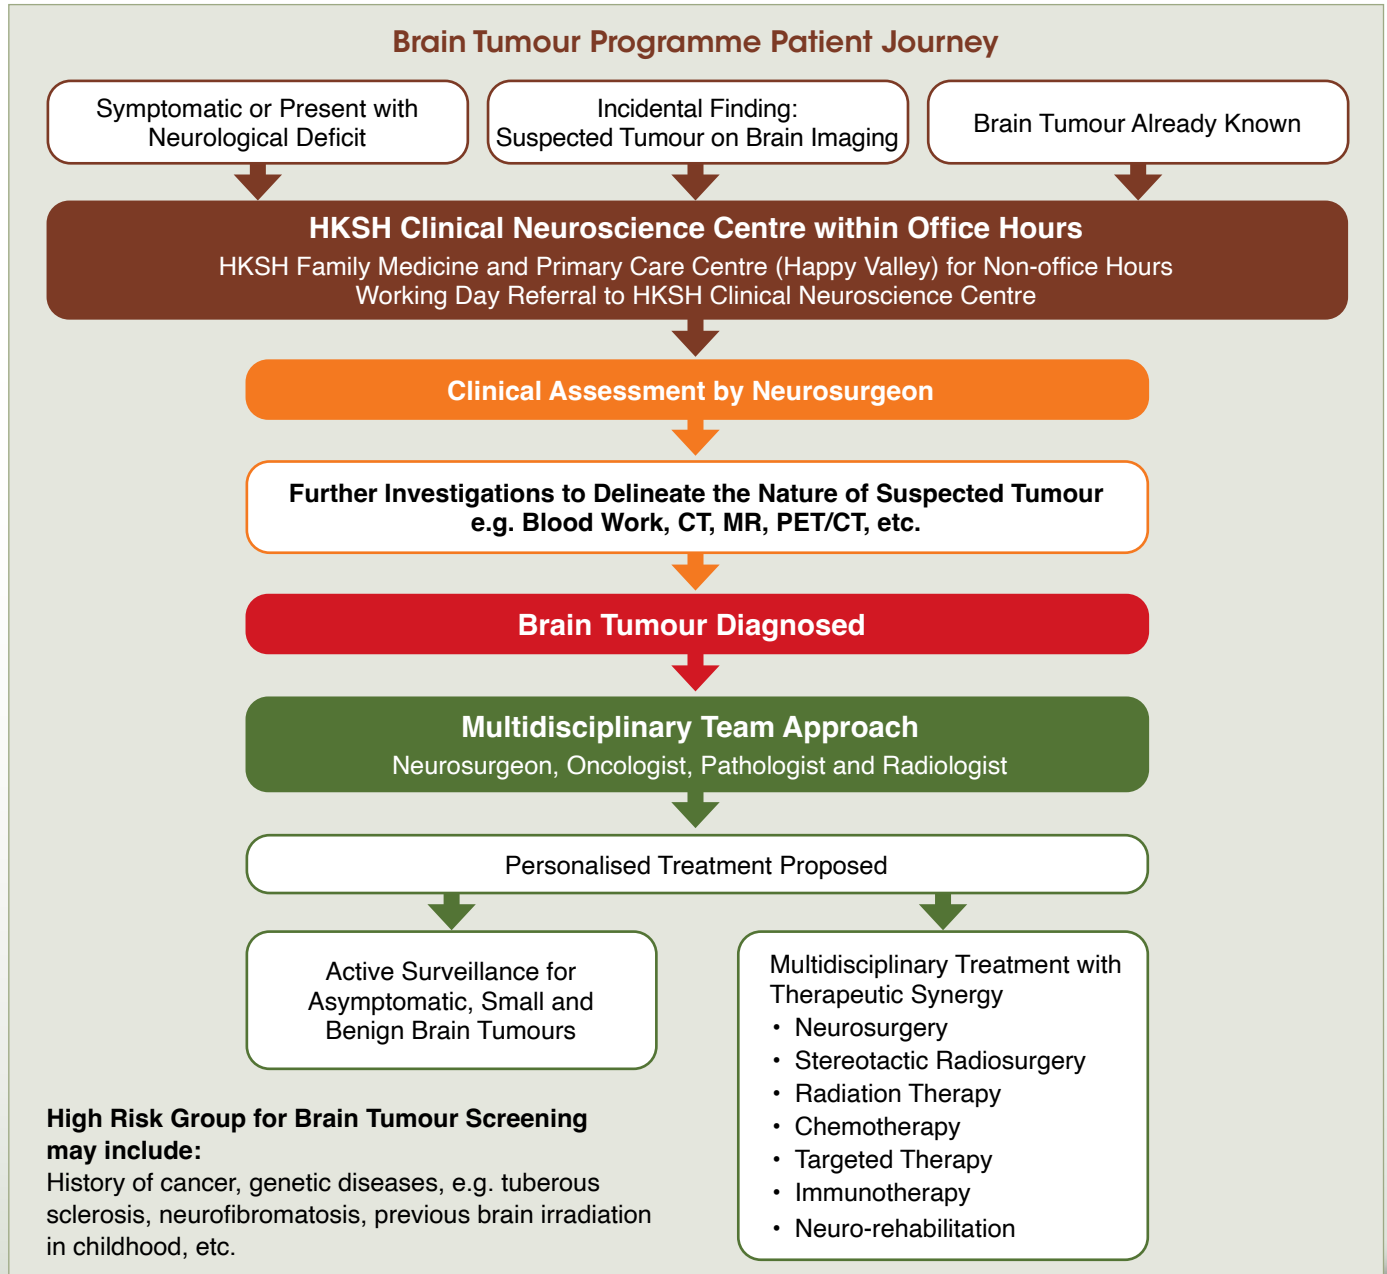 Brain Tumour Programme Patient Journey
Symptomatic or Present with
Neurological Deficit
Incidental Finding:
Suspected Tumour on Brain Imaging
Brain Tumour Already Known
HKSH Clinical Neuroscience Centre within Office Hours
HKSH Family Medicine and Primary Care Centre (Happy Valley) for Non-office Hours
Working Day Referral to HKSH Clinical Neuroscience Centre
Clinical Assessment by Neurosurgeon
Further Investigations to Delineate the Nature of Suspected Tumour
e.g. Blood Work, CT, MR, PET/CT, etc.
Brain Tumour Diagnosed
Multidisciplinary Team Approach
Neurosurgeon, Oncologist, Pathologist and Radiologist
Personalised Treatment Proposed
Active Surveillance for
Asymptomatic, Small and
Benign Brain Tumours
Multidisciplinary Treatment with
Therapeutic Synergy
• Neurosurgery
• Stereotactic Radiosurgery
• Radiation Therapy
• Chemotherapy
• Targeted Therapy
• Immunotherapy
• Neuro-rehabilitation
High Risk Group for Brain Tumour Screening
may include:
History of cancer, genetic diseases, e.g. tuberous
sclerosis, neurofibromatosis, previous brain irradiation
in childhood, etc.